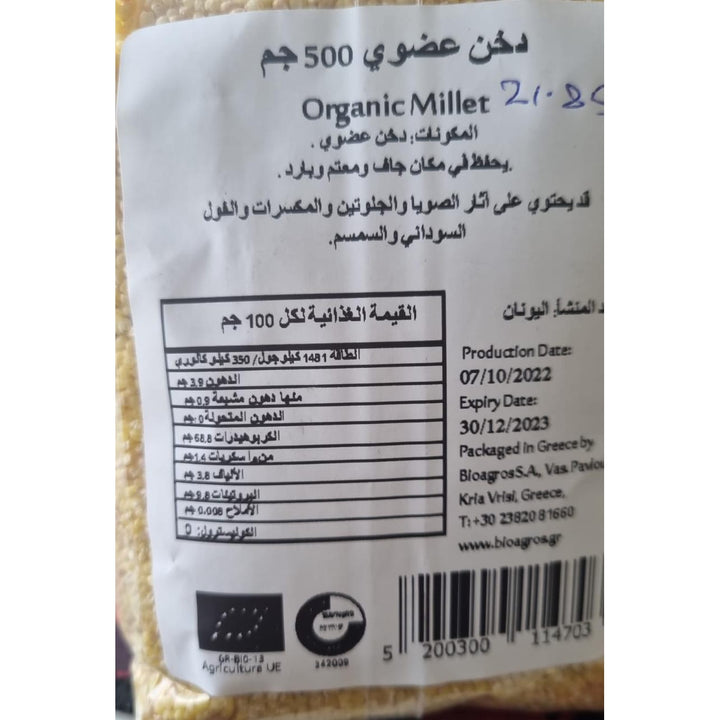 دخن عضوي 500 جم
Organic Millet 21.85
المكونات: دخن عضوي .
يحفظ في مكان جاف ومعتم وبارد .
قد يحتوي على آثار الصويا والجلوتين والمكسرات والفول
السوداني والسمسم.
القيمة الغذائية لكل 100 جم
الطاقة 1481 كيلوجول/ 350 كيلو كالوري
الدهون 3.9 جم
منها دهون مشبعة 0.9 جم
الدهون المتحولة 0 جم
الكربوهيدرات 68.8 جم
منها سكريات 1.4 جم
الألياف 3.8 جم
البروتينات 9.8 جم
الأملاح 0.008 جم
الكوليسترول: 0
المنشأ: اليونان
Production Date:
07/10/2022
Expiry Date:
30/12/2023
Packaged in Greece by
Bioagros S.A, Vas. Pavlou
Kria Vrisi, Greece,
T: +30 23820 81660
www.bioagros.gr
GR-BIO-13
Agriculture UE
342009
5 200300 114703